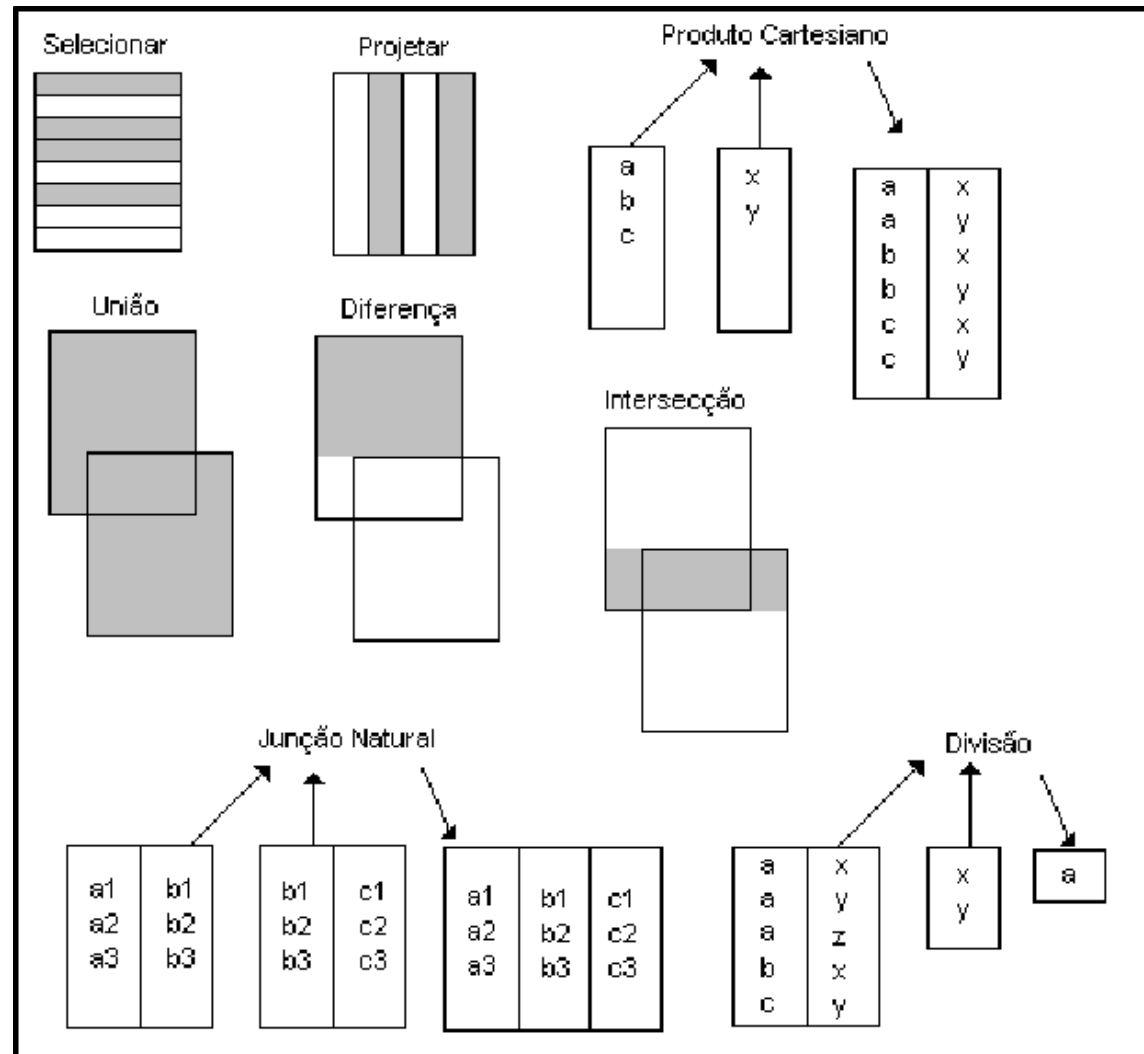 Selecionar
Projetar
Produto Cartesiano
a
b
c
x
y
a x
a y
b x
b y
c x
c y
União
Diferença
Intersecção
Junção Natural
a1 b1
a2 b2
a3 b3
b1 c1
b2 c2
b3 c3
a1 b1 c1
a2 b2 c2
a3 b3 c3
Divisão
a x
a y
a z
b x
c y
x
y
a